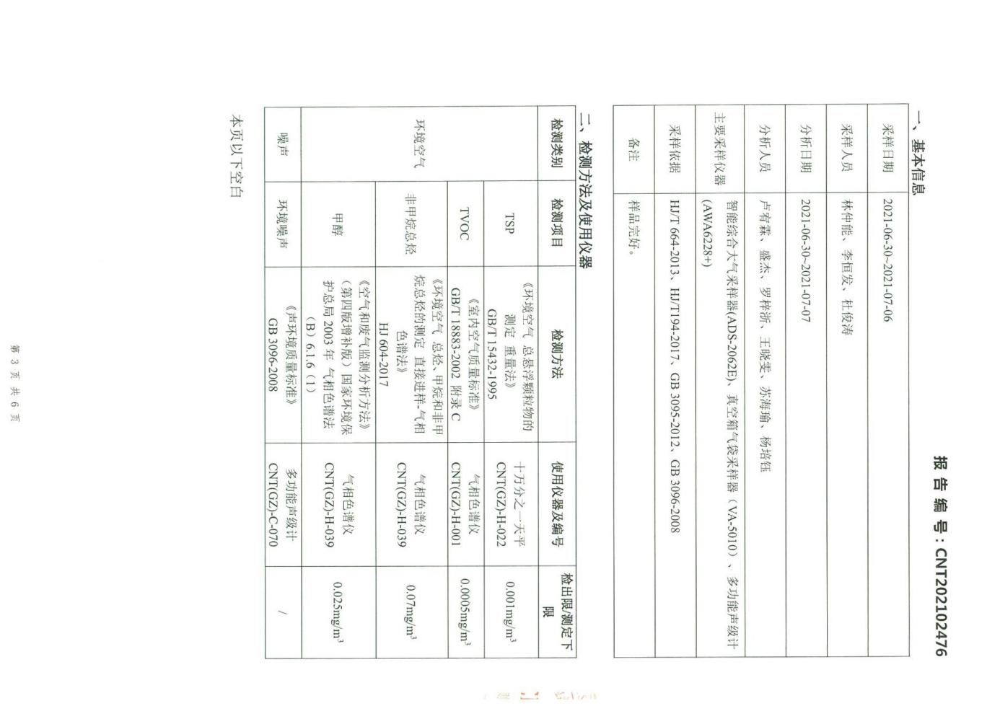 报告编号:CNT202102476
一、基本信息
采样日期 2021-06-30~2021-07-06
采样人员 林仲能、李恒发、杜俊涛
分析日期 2021-06-30~2021-07-07
分析人员 卢宥霖、盛杰、罗梓浙、王晓雯、苏海瑜、杨培钰
主要采样仪器 智能综合大气采样器(ADS-2062E)、真空箱气袋采样器(VA-5010)、多功能声级计
(AWA6228+)
采样依据 HJ/T 664-2013、HJ/T194-2017、GB 3095-2012、GB 3096-2008
备注 样品完好。
二、检测方法及使用仪器
检测类别 检测项目 检测方法 使用仪器及编号 检出限/测定下
限
环境空气
TSP
《环境空气 总悬浮颗粒物的
测定 重量法》
GB/T 15432-1995
十万分之一天平
CNT(GZ)-H-022
0.001mg/m³
TVOC
《室内空气质量标准》
GB/T 18883-2002 附录 C
气相色谱仪
CNT(GZ)-H-001
0.0005mg/m³
非甲烷总烃
《环境空气 总烃、甲烷和非甲
烷总烃的测定 直接进样-气相
色谱法》
HJ 604-2017
气相色谱仪
CNT(GZ)-H-039
0.07mg/m³
甲醇
《空气和废气监测分析方法》
(第四版增补版)国家环境保
护总局 2003 年 气相色谱法
(B)6.1.6(1)
气相色谱仪
CNT(GZ)-H-039
0.025mg/m³
噪声
环境噪声
《声环境质量标准》
GB 3096-2008
多功能声级计
CNT(GZ)-C-070
/
本页以下空白
第 3 页 共 6 页